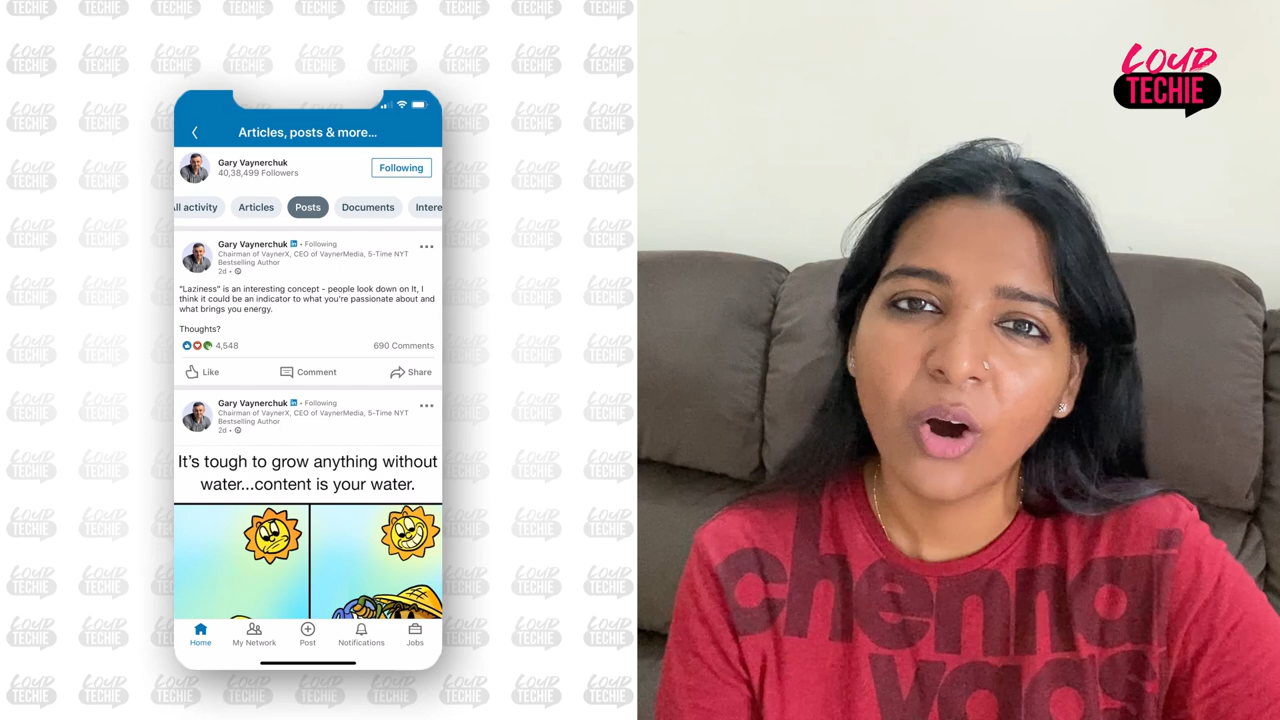 Articles, posts & more...
Gary Vaynerchuk
40,38,499 Followers
Following
ll activity
Articles
Posts
Documents
Intere
Gary Vaynerchuk in • Following
Chairman of VaynerX, CEO of VaynerMedia, 5-Time NYT
Bestselling Author
2d •
"Laziness" is an interesting concept - people look down on It, I
think it could be an indicator to what you're passionate about and
what brings you energy.
Thoughts?
4,548
690 Comments
Like
Comment
Share
Gary Vaynerchuk in • Following
Chairman of VaynerX, CEO of VaynerMedia, 5-Time NYT
Bestselling Author
2d •
It's tough to grow anything without
water...content is your water.
Home
My Network
Post
Notifications
Jobs
LOUD
TECHIE
chennai
vaasi